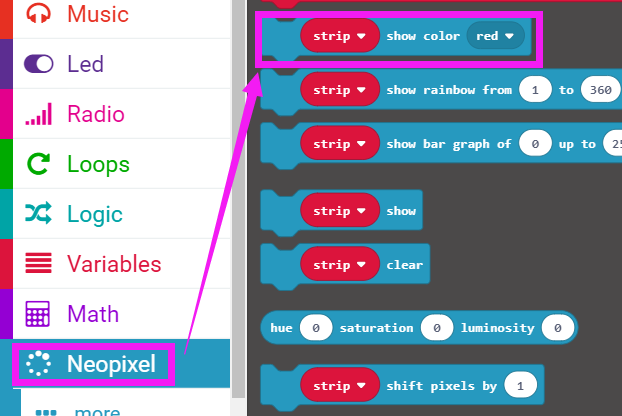 Music
Led
Radio
Loops
Logic
Variables
Math
Neopixel
more
strip show color red
strip show rainbow from 1 to 360
strip show bar graph of 0 up to
strip show
strip clear
hue 0 saturation 0 luminosity 0
strip shift pixels by 1